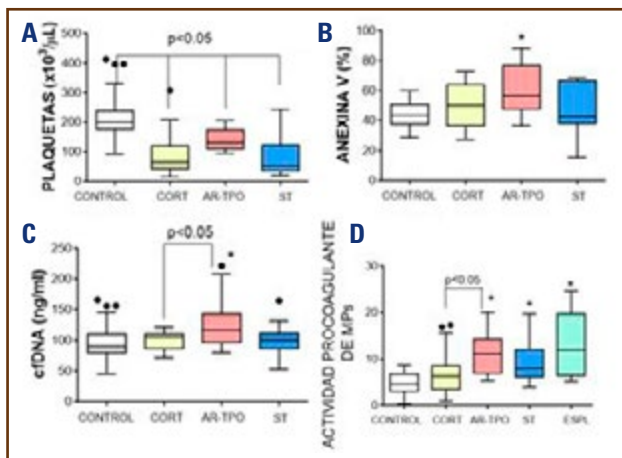 A
PLAQUETAS (x10³/µL)
p<0.05
500
400
300
200
100
0
CONTROL CORT AR-TPO ST
B
ANEXINA V (%)
100
80
60
40
20
0
*
CONTROL CORT AR-TPO ST
C
cfDNA (ng/ml)
p<0.05
250
200
150
100
50
0
*
CONTROL CORT AR-TPO ST
D
ACTIVIDAD PROCOAGULANTE
DE MPs
30
20
10
0
p<0.05
* * *
CONTROL CORT AR-TPO ST ESPL